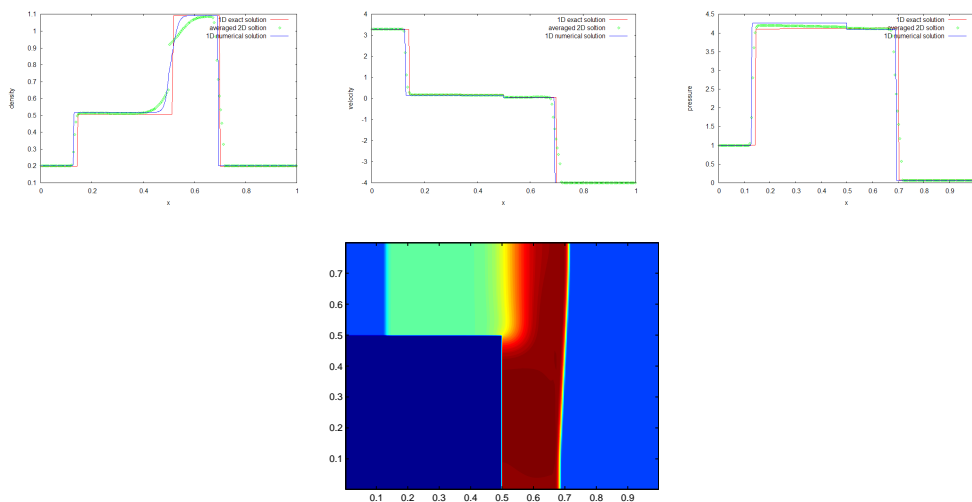 1D exact solution
averaged 2D soltion
1D numerical solution
density
1.1
1
0.9
0.8
0.7
0.6
0.5
0.4
0.3
0.2
0.1
0 0.2 0.4 0.6 0.8 1
x
1D exact solution
averaged 2D soltion
1D numerical solution
velocity
4
3
2
1
0
-1
-2
-3
-4
0 0.2 0.4 0.6 0.8 1
x
1D exact solution
averaged 2D soltion
1D numerical solution
pressure
4.5
4
3.5
3
2.5
2
1.5
1
0.5
0
0 0.1 0.2 0.3 0.4 0.5 0.6 0.7 0.8 0.9
x
0.7
0.6
0.5
0.4
0.3
0.2
0.1
0.1 0.2 0.3 0.4 0.5 0.6 0.7 0.8 0.9